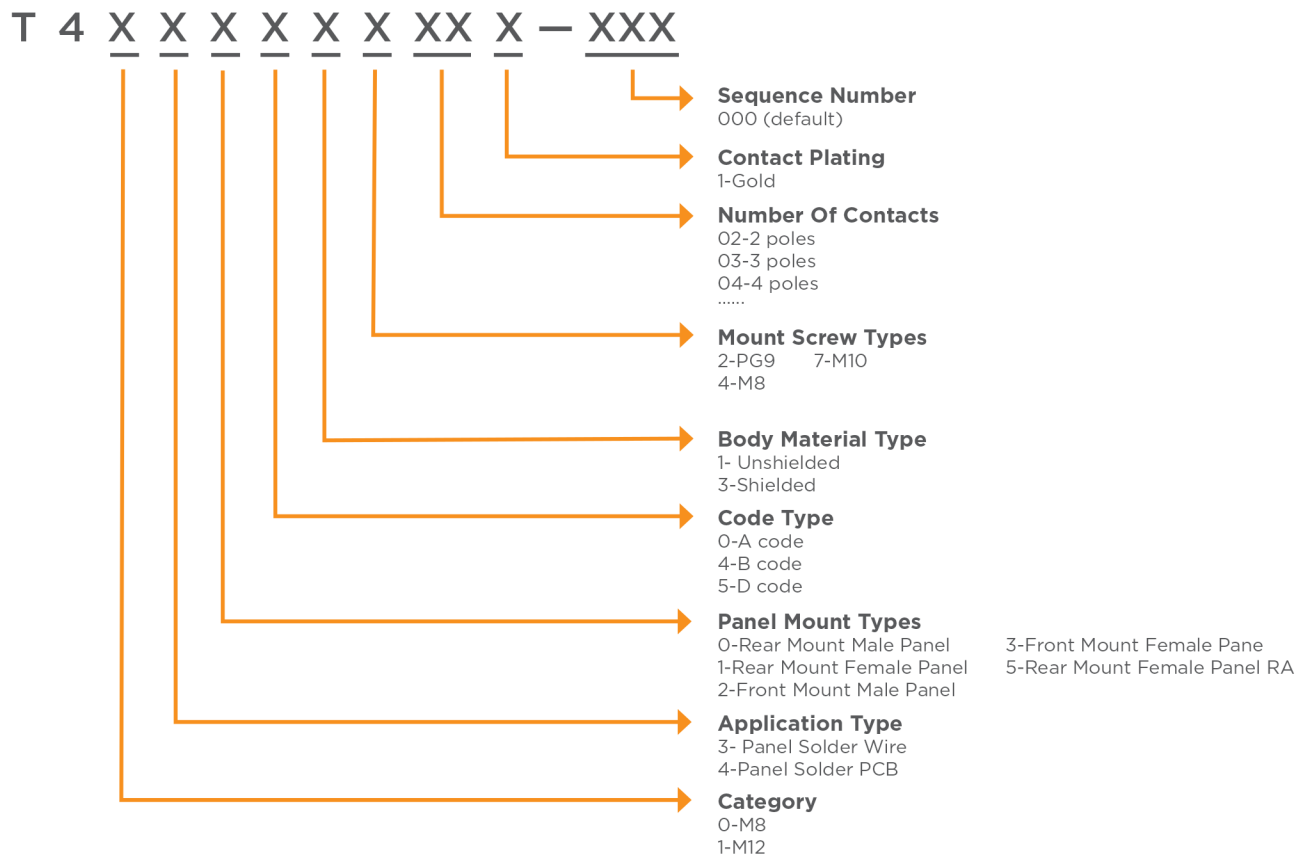 T 4 X X X X X X XX X — XXX
Sequence Number
000 (default)
Contact Plating
1-Gold
Number Of Contacts
02-2 poles
03-3 poles
04-4 poles
......
Mount Screw Types
2-PG9 7-M10
4-M8
Body Material Type
1- Unshielded
3-Shielded
Code Type
0-A code
4-B code
5-D code
Panel Mount Types
0-Rear Mount Male Panel 3-Front Mount Female Pane
1-Rear Mount Female Panel 5-Rear Mount Female Panel RA
2-Front Mount Male Panel
Application Type
3- Panel Solder Wire
4-Panel Solder PCB
Category
0-M8
1-M12